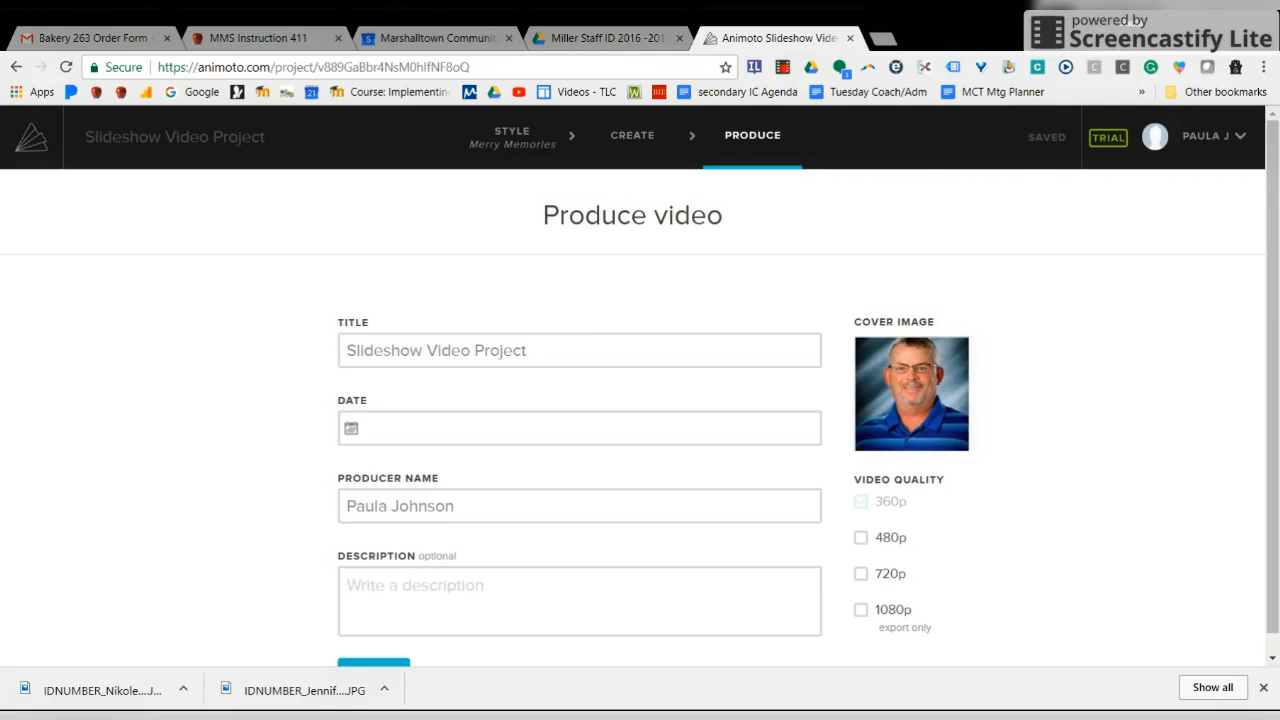 powered by
Screencastify Lite
Bakery 263 Order Form -
MMS Instruction 411
Marshalltown Communit
Miller Staff ID 2016 -201
Animoto Slideshow Vide
Secure
https://animoto.com/project/v889GaBbr4NsM0hIfNF8oQ
Apps
Google
Course: Implementin
Videos - TLC
secondary IC Agenda
Tuesday Coach/Adm
MCT Mtg Planner
»
Other bookmarks
Slideshow Video Project
STYLE
Merry Memories
CREATE
PRODUCE
SAVED
TRIAL
PAULA J
Produce video
TITLE
Slideshow Video Project
DATE
PRODUCER NAME
Paula Johnson
DESCRIPTION optional
Write a description
COVER IMAGE
VIDEO QUALITY
360p
480p
720p
1080p
export only
IDNUMBER_Nikole...J...
IDNUMBER_Jennif....JPG
Show all